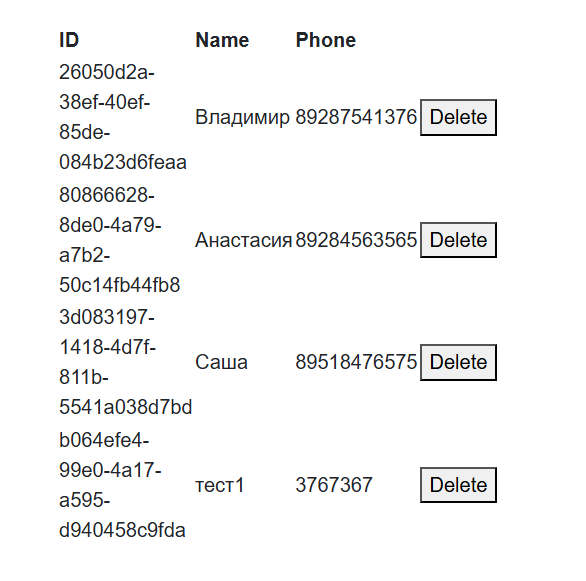 ID Name Phone
26050d2a-
38ef-40ef-
85de-
084b23d6feaa
Владимир 89287541376 Delete
80866628-
8de0-4a79-
a7b2-
50c14fb44fb8
Анастасия 89284563565 Delete
3d083197-
1418-4d7f-
811b-
5541a038d7bd
Саша 89518476575 Delete
b064efe4-
99e0-4a17-
a595-
d940458c9fda
тест1 3767367 Delete